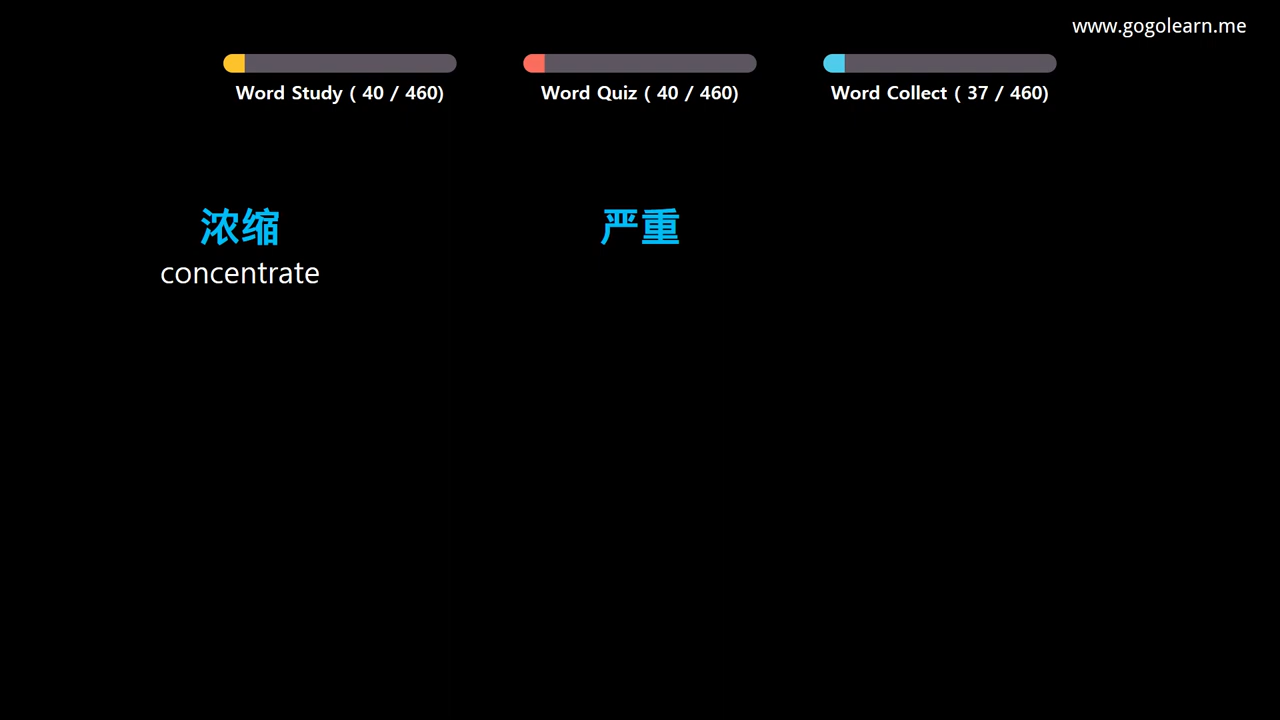 www.gogolearn.me
Word Study ( 40 / 460)
Word Quiz ( 40 / 460)
Word Collect ( 37 / 460)
浓缩
concentrate
严重